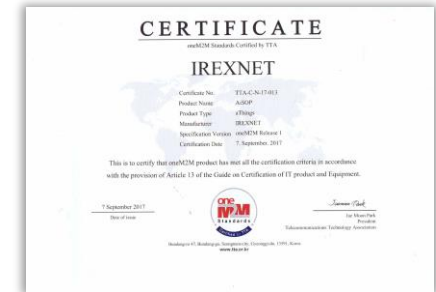 CERTIFICATE
oneM2M Standards Certified by TTA
IREXNET
Certificate No. TTA-C-N-17-013
Product Name
Product Type
Manufacturer IREXNET
Specification Version oneM2M Release 1
Certification Date 7. September. 2017
This is to certify that oneM2M product has met all the certification criteria in accordance
with the provision of Article 13 of the Guide on Certification of IT product and Equipment.
7 September 2017
Date of issue
one
M2M
Standards
President
Telecommunications Technology Association
www.tta.or.kr